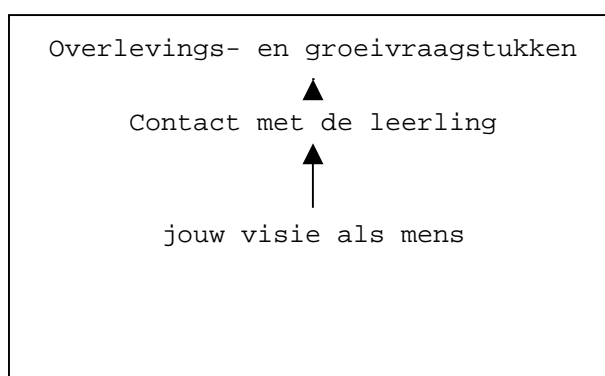 Overlevings- en groeivraagstukken
Contact met de leerling
jouw visie als mens